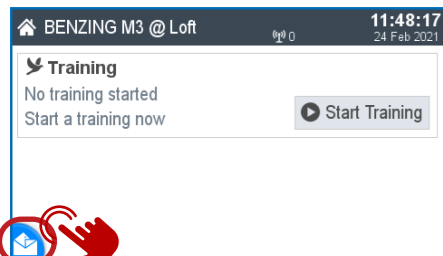 BENZING M3 @ Loft
0
11:48:17
24 Feb 2021
Training
No training started
Start a training now
Start Training